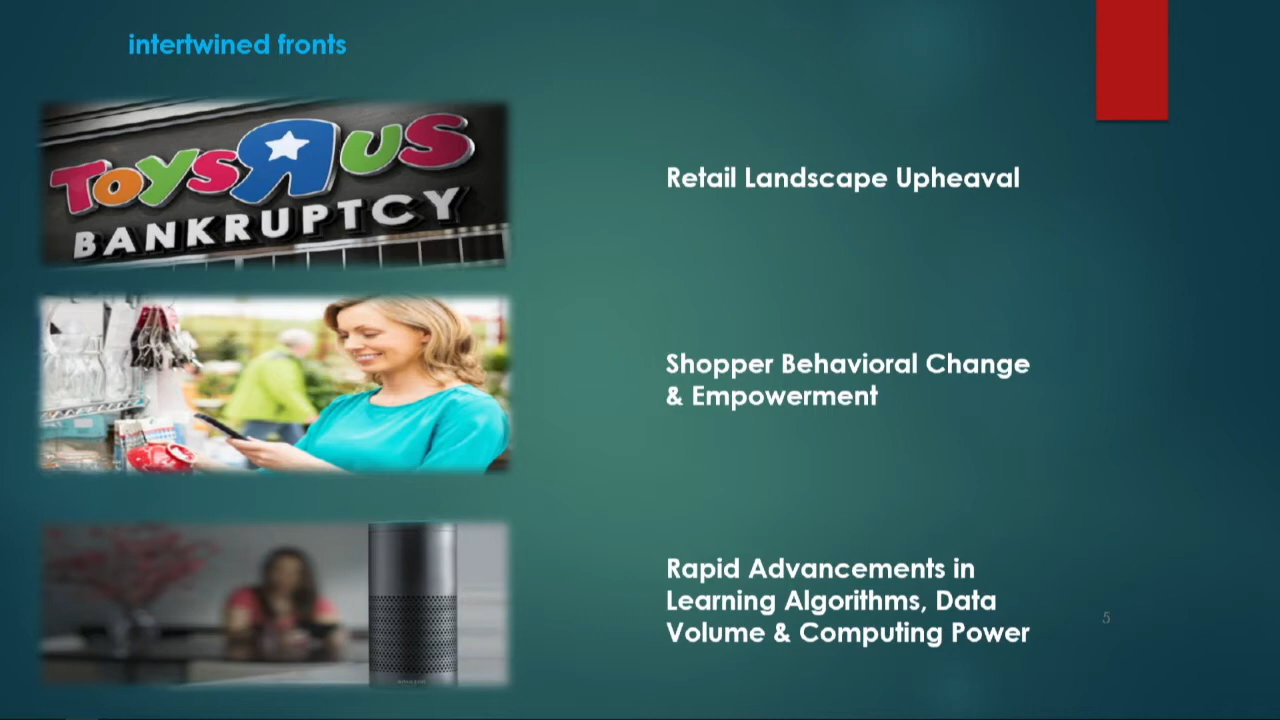 intertwined fronts
Toys R US
BANKRUPTCY
Retail Landscape Upheaval
Shopper Behavioral Change
& Empowerment
Rapid Advancements in
Learning Algorithms, Data
Volume & Computing Power
5